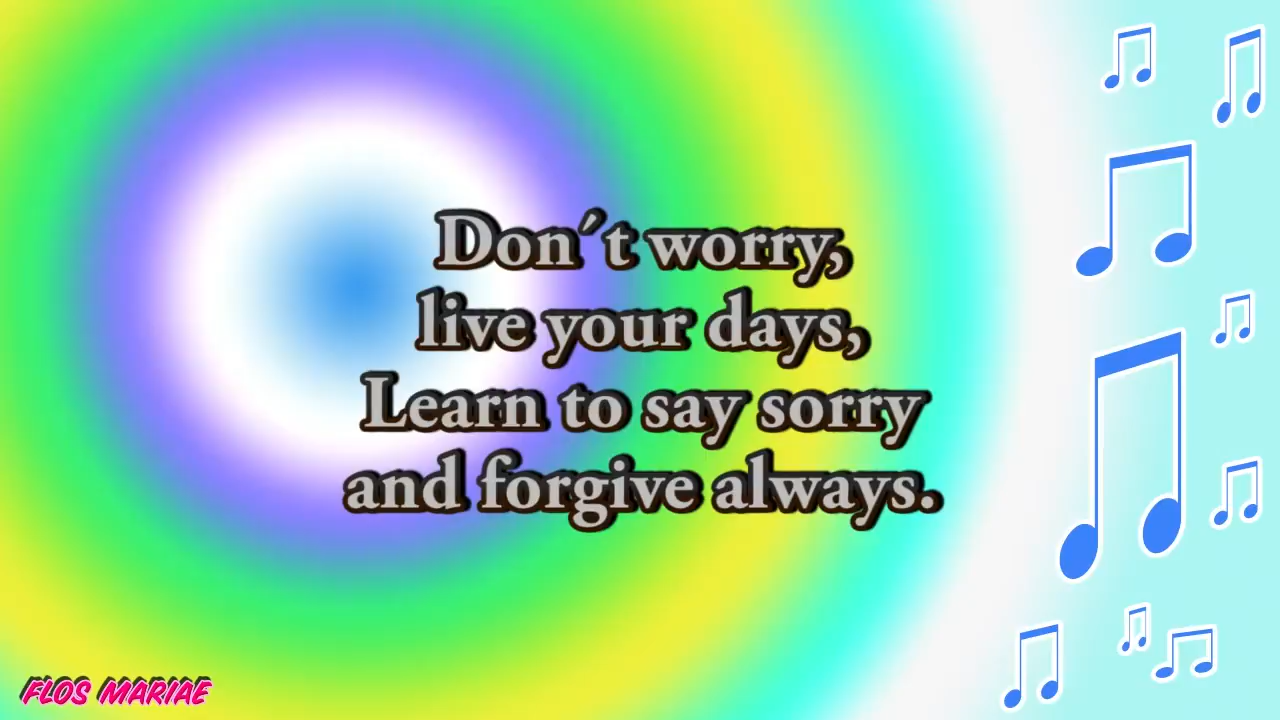 Don´t worry,
live your days,
Learn to say sorry
and forgive always.
FLOS MARIAE